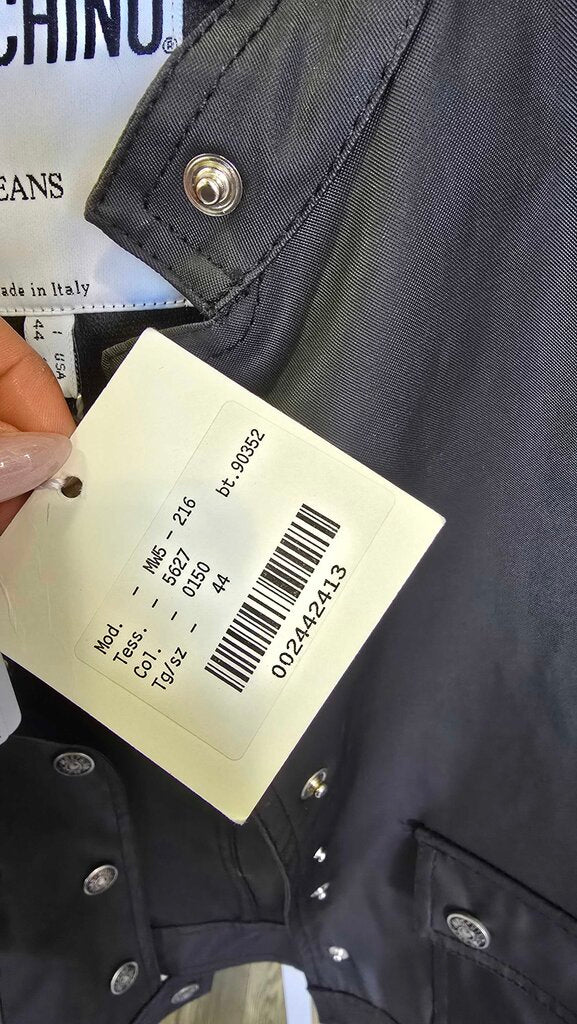 CHINO®
EANS
ade in Italy
I USA
44
bt.90352
Mod. - MW5 - 216
Tess. - 5627
Col. - 0150
Tg/sz - 44
002442413